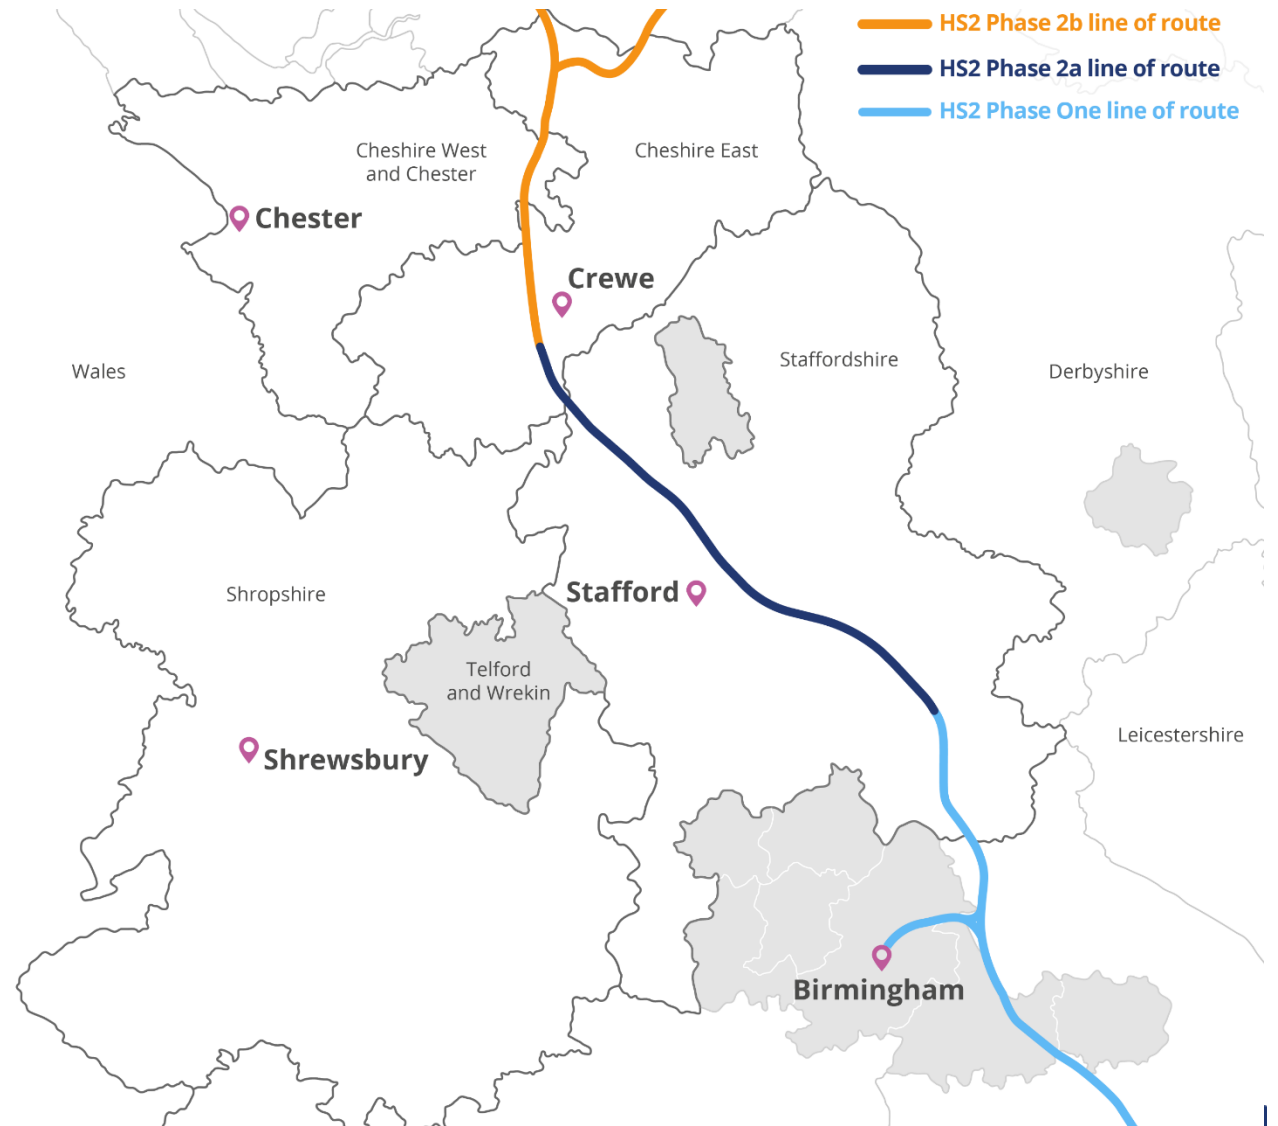 HS2 Phase 2b line of route
HS2 Phase 2a line of route
HS2 Phase One line of route
Cheshire West
and Chester
Cheshire East
Chester
Crewe
Wales
Staffordshire
Derbyshire
Shropshire
Stafford
Telford
and Wrekin
Leicestershire
Shrewsbury
Birmingham